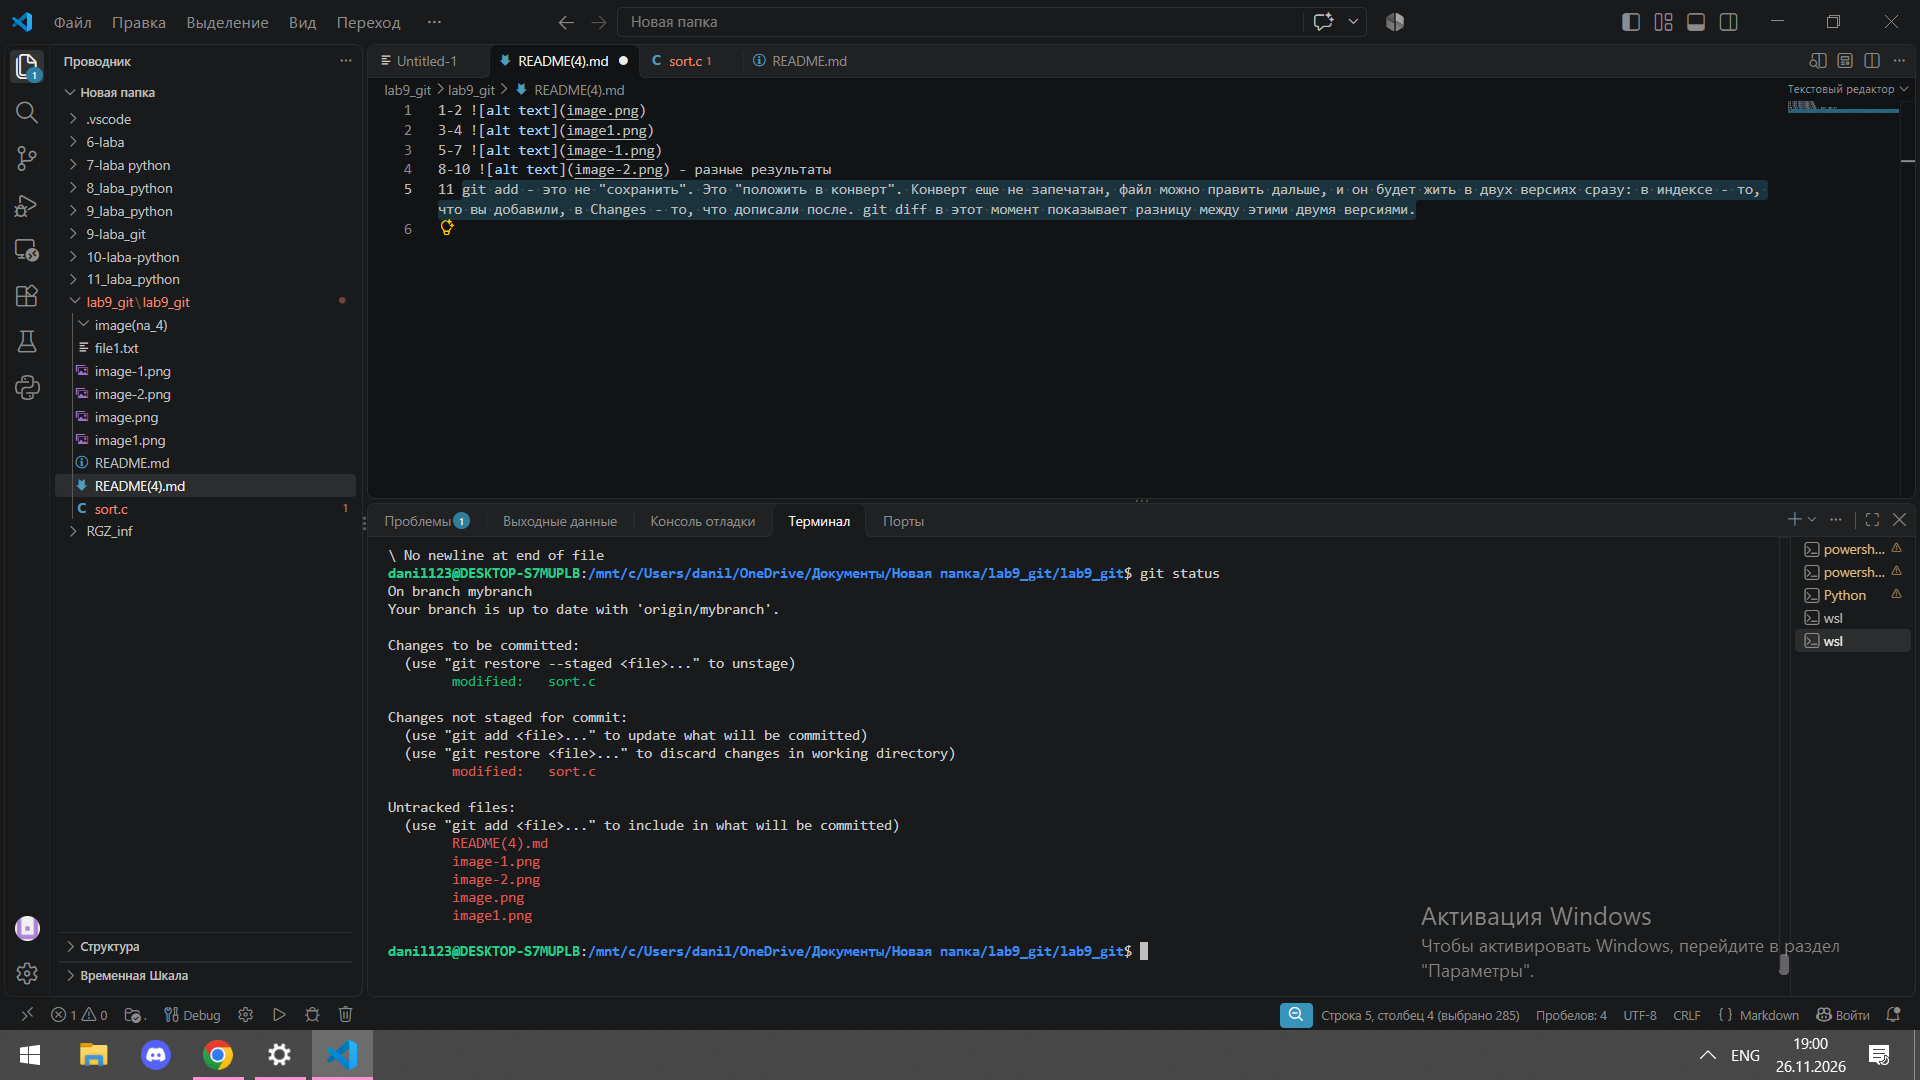 Файл Правка Выделение Вид Переход ···
Новая папка
Проводник
Новая папка
.vscode
6-laba
7-laba python
8_laba_python
9_laba_python
9-laba_git
10-laba-python
11_laba_python
lab9_git\lab9_git
image(na_4)
file1.txt
image-1.png
image-2.png
image.png
image1.png
README.md
README(4).md
sort.c 1
RGZ_inf
Структура
Временная Шкала
Untitled-1 README(4).md sort.c 1 README.md
lab9_git > lab9_git > README(4).md
Текстовый редактор
1 1-2 ![alt text](image.png)
2 3-4 ![alt text](image1.png)
3 5-7 ![alt text](image-1.png)
4 8-10 ![alt text](image-2.png) - разные результаты
5 11 git add - это не "сохранить". Это "положить в конверт". Конверт еще не запечатан, файл можно править дальше, и он будет жить в двух версиях сразу: в индексе - то,
что вы добавили, в Changes - то, что дописали после. git diff в этот момент показывает разницу между этими двумя версиями.
6
Проблемы 1 Выходные данные Консоль отладки Терминал Порты
\ No newline at end of file
danil123@DESKTOP-S7MUPLB:/mnt/c/Users/danil/OneDrive/Документы/Новая папка/lab9_git/lab9_git$ git status
On branch mybranch
Your branch is up to date with 'origin/mybranch'.
Changes to be committed:
(use "git restore --staged <file>..." to unstage)
modified: sort.c
Changes not staged for commit:
(use "git add <file>..." to update what will be committed)
(use "git restore <file>..." to discard changes in working directory)
modified: sort.c
Untracked files:
(use "git add <file>..." to include in what will be committed)
README(4).md
image-1.png
image-2.png
image.png
image1.png
danil123@DESKTOP-S7MUPLB:/mnt/c/Users/danil/OneDrive/Документы/Новая папка/lab9_git/lab9_git$
powersh...
powersh...
Python
wsl
wsl
Активация Windows
Чтобы активировать Windows, перейдите в раздел
"Параметры".
1 0 Debug
Строка 5, столбец 4 (выбрано 285) Пробелов: 4 UTF-8 CRLF { } Markdown Войти
ENG
19:00
26.11.2026